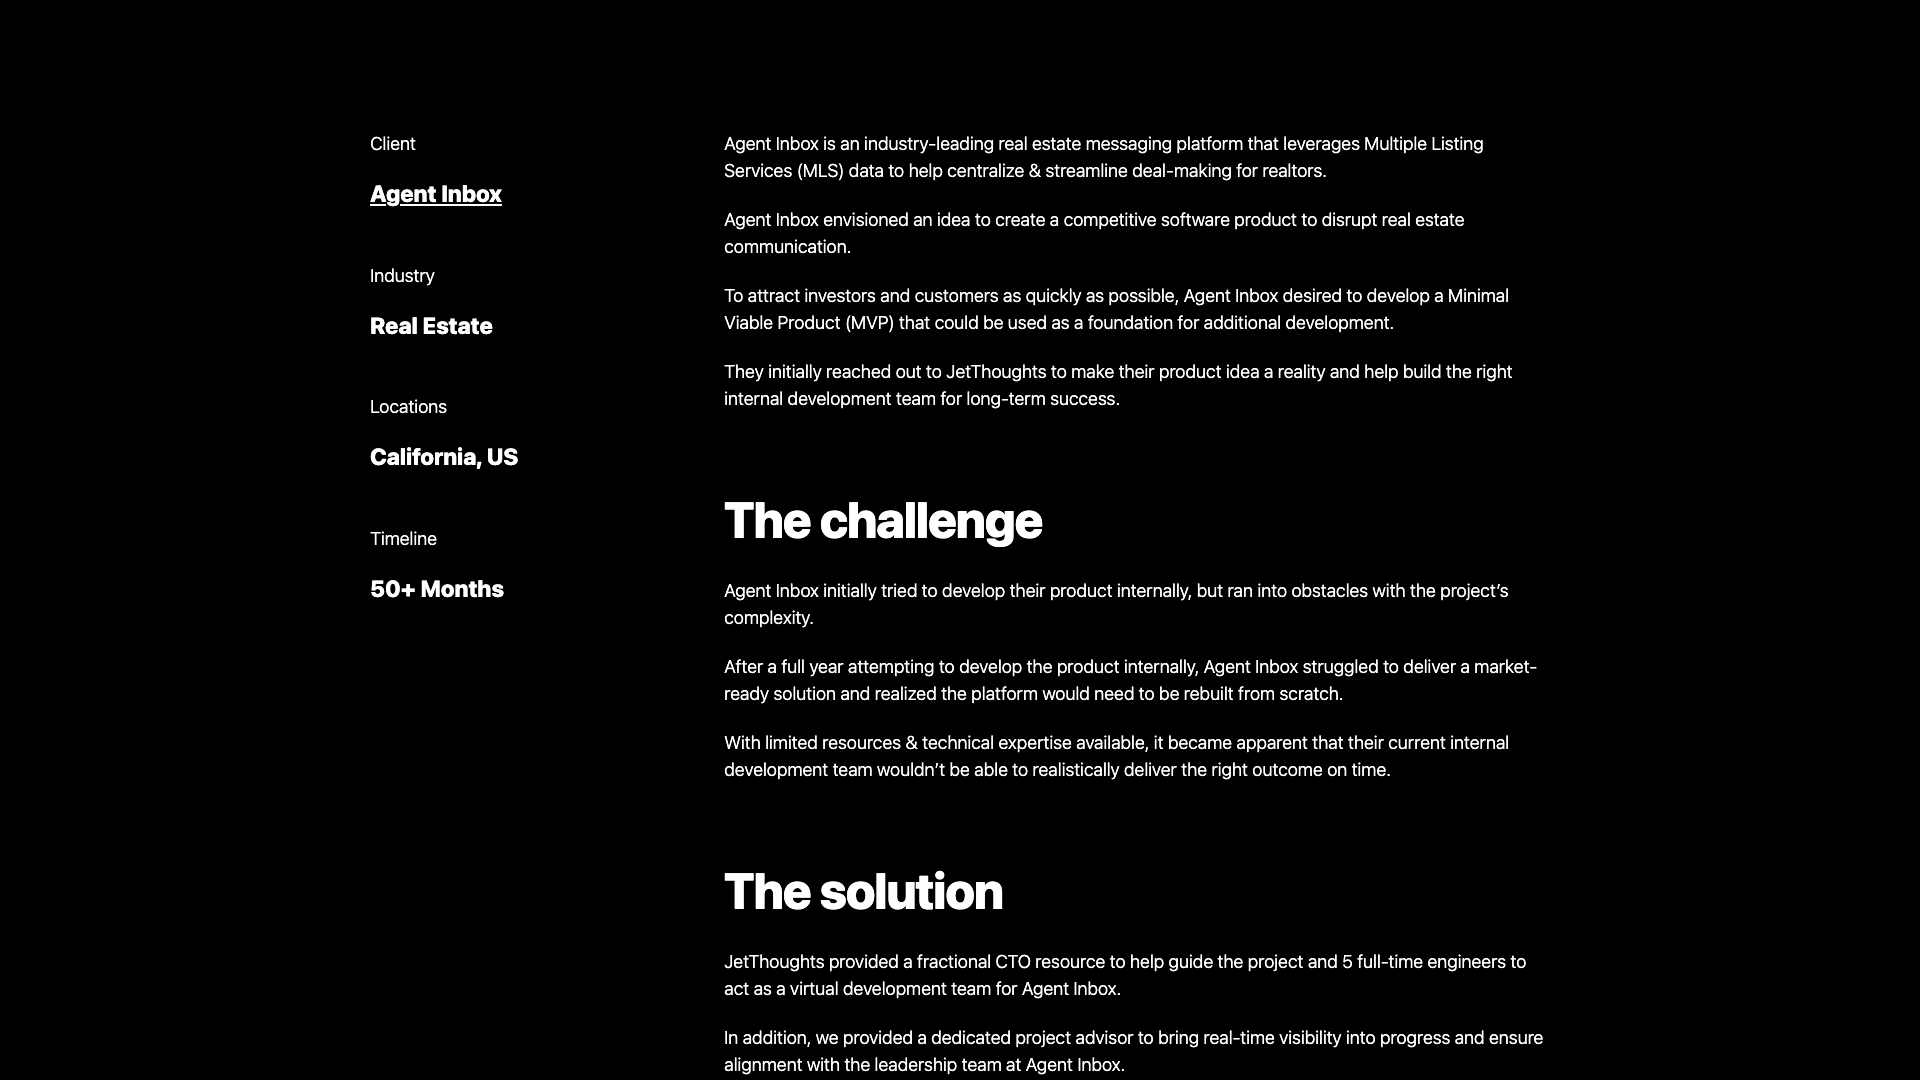 Client
Agent Inbox
Industry
Real Estate
Locations
California, US
Timeline
50+ Months
Agent Inbox is an industry-leading real estate messaging platform that leverages Multiple Listing
Services (MLS) data to help centralize & streamline deal-making for realtors.
Agent Inbox envisioned an idea to create a competitive software product to disrupt real estate
communication.
To attract investors and customers as quickly as possible, Agent Inbox desired to develop a Minimal
Viable Product (MVP) that could be used as a foundation for additional development.
They initially reached out to JetThoughts to make their product idea a reality and help build the right
internal development team for long-term success.
The challenge
Agent Inbox initially tried to develop their product internally, but ran into obstacles with the project’s
complexity.
After a full year attempting to develop the product internally, Agent Inbox struggled to deliver a market-
ready solution and realized the platform would need to be rebuilt from scratch.
With limited resources & technical expertise available, it became apparent that their current internal
development team wouldn’t be able to realistically deliver the right outcome on time.
The solution
JetThoughts provided a fractional CTO resource to help guide the project and 5 full-time engineers to
act as a virtual development team for Agent Inbox.
In addition, we provided a dedicated project advisor to bring real-time visibility into progress and ensure
alignment with the leadership team at Agent Inbox.